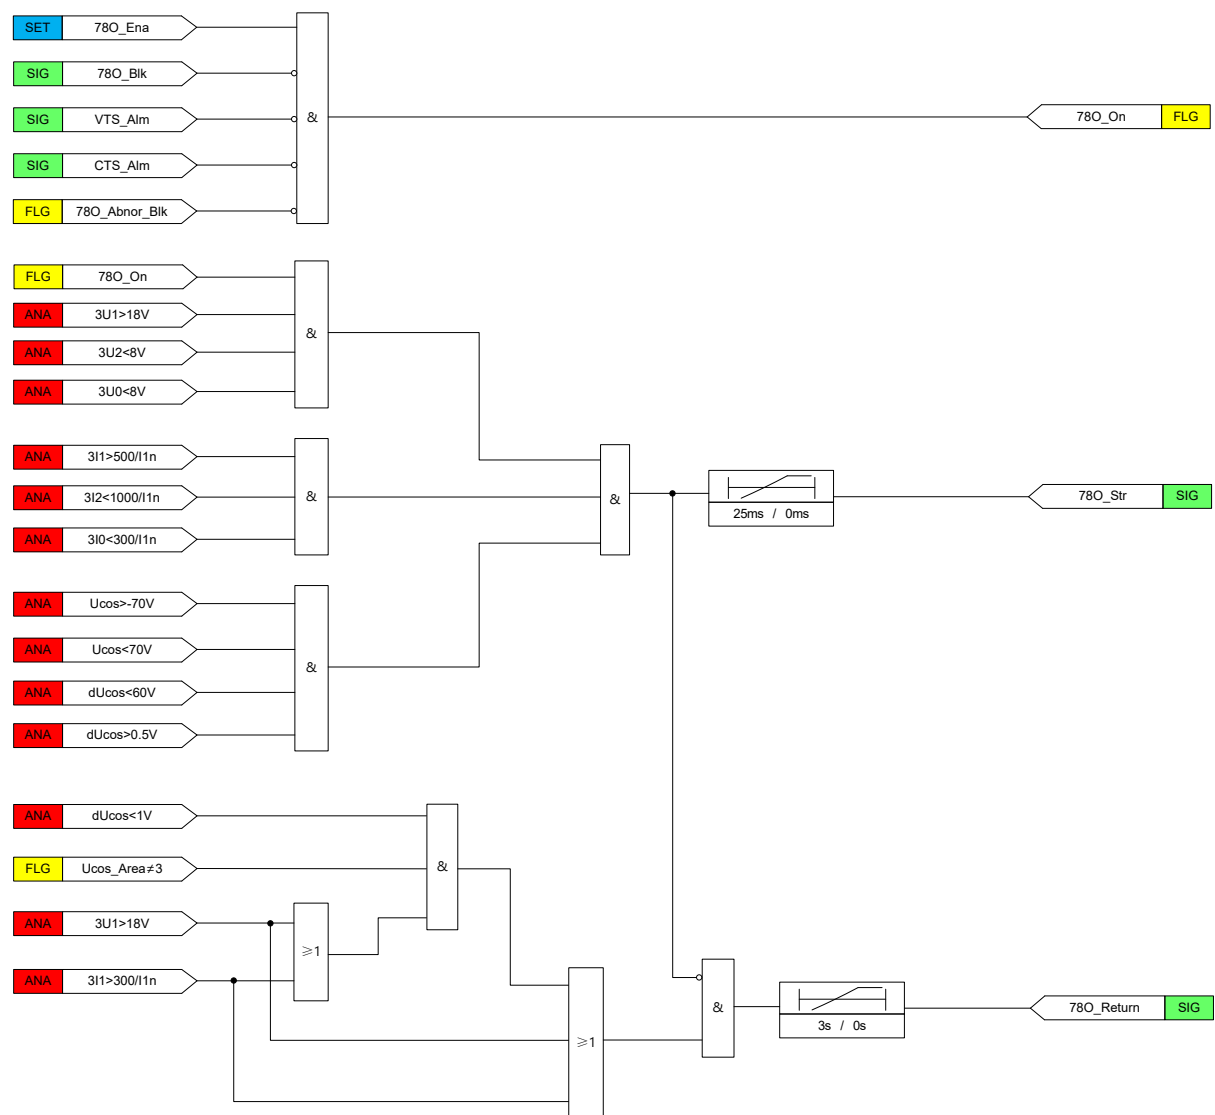 SET 78O_Ena
SIG 78O_Blk
SIG VTS_Alm
SIG CTS_Alm
FLG 78O_Abnor_Blk
&
78O_On FLG
FLG 78O_On
ANA 3U1>18V
ANA 3U2<8V
ANA 3U0<8V
&
ANA 3I1>500/I1n
ANA 3I2<1000/I1n
ANA 3I0<300/I1n
&
ANA Ucos>-70V
ANA Ucos<70V
ANA dUcos<60V
ANA dUcos>0.5V
&
&
25ms / 0ms
78O_Str SIG
ANA dUcos<1V
FLG Ucos_Area≠3
ANA 3U1>18V
ANA 3I1>300/I1n
≥1
&
≥1
&
3s / 0s
78O_Return SIG